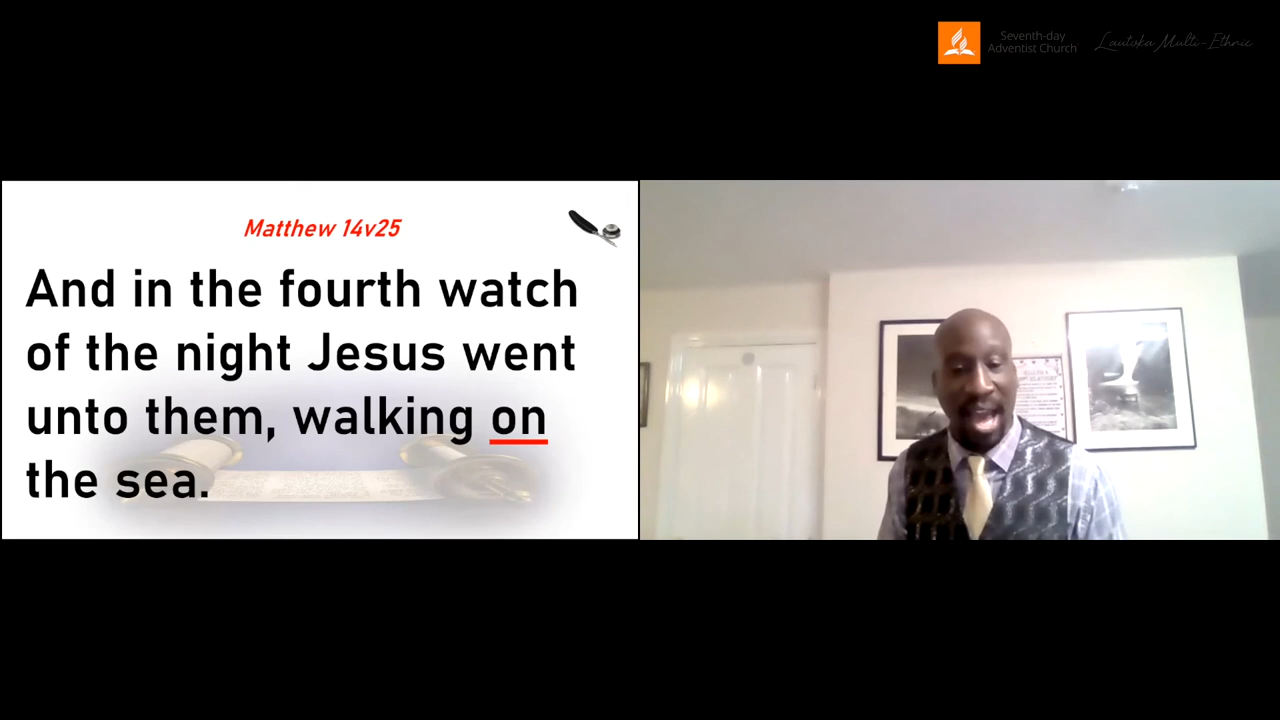 Seventh-day
Adventist Church
Lautoka Multi-Ethnic
Matthew 14v25
And in the fourth watch
of the night Jesus went
unto them, walking on
the sea.